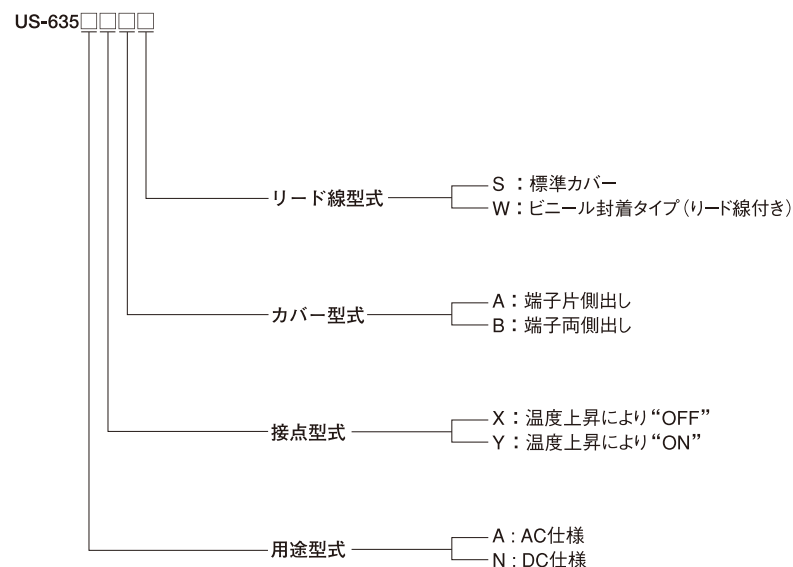 US-635□□□□
リード線型式
S : 標準カバー
W : ビニール封着タイプ(リード線付き)
カバー型式
A : 端子片側出し
B : 端子両側出し
接点型式
X : 温度上昇により“OFF”
Y : 温度上昇により“ON”
用途型式
A : AC仕様
N : DC仕様